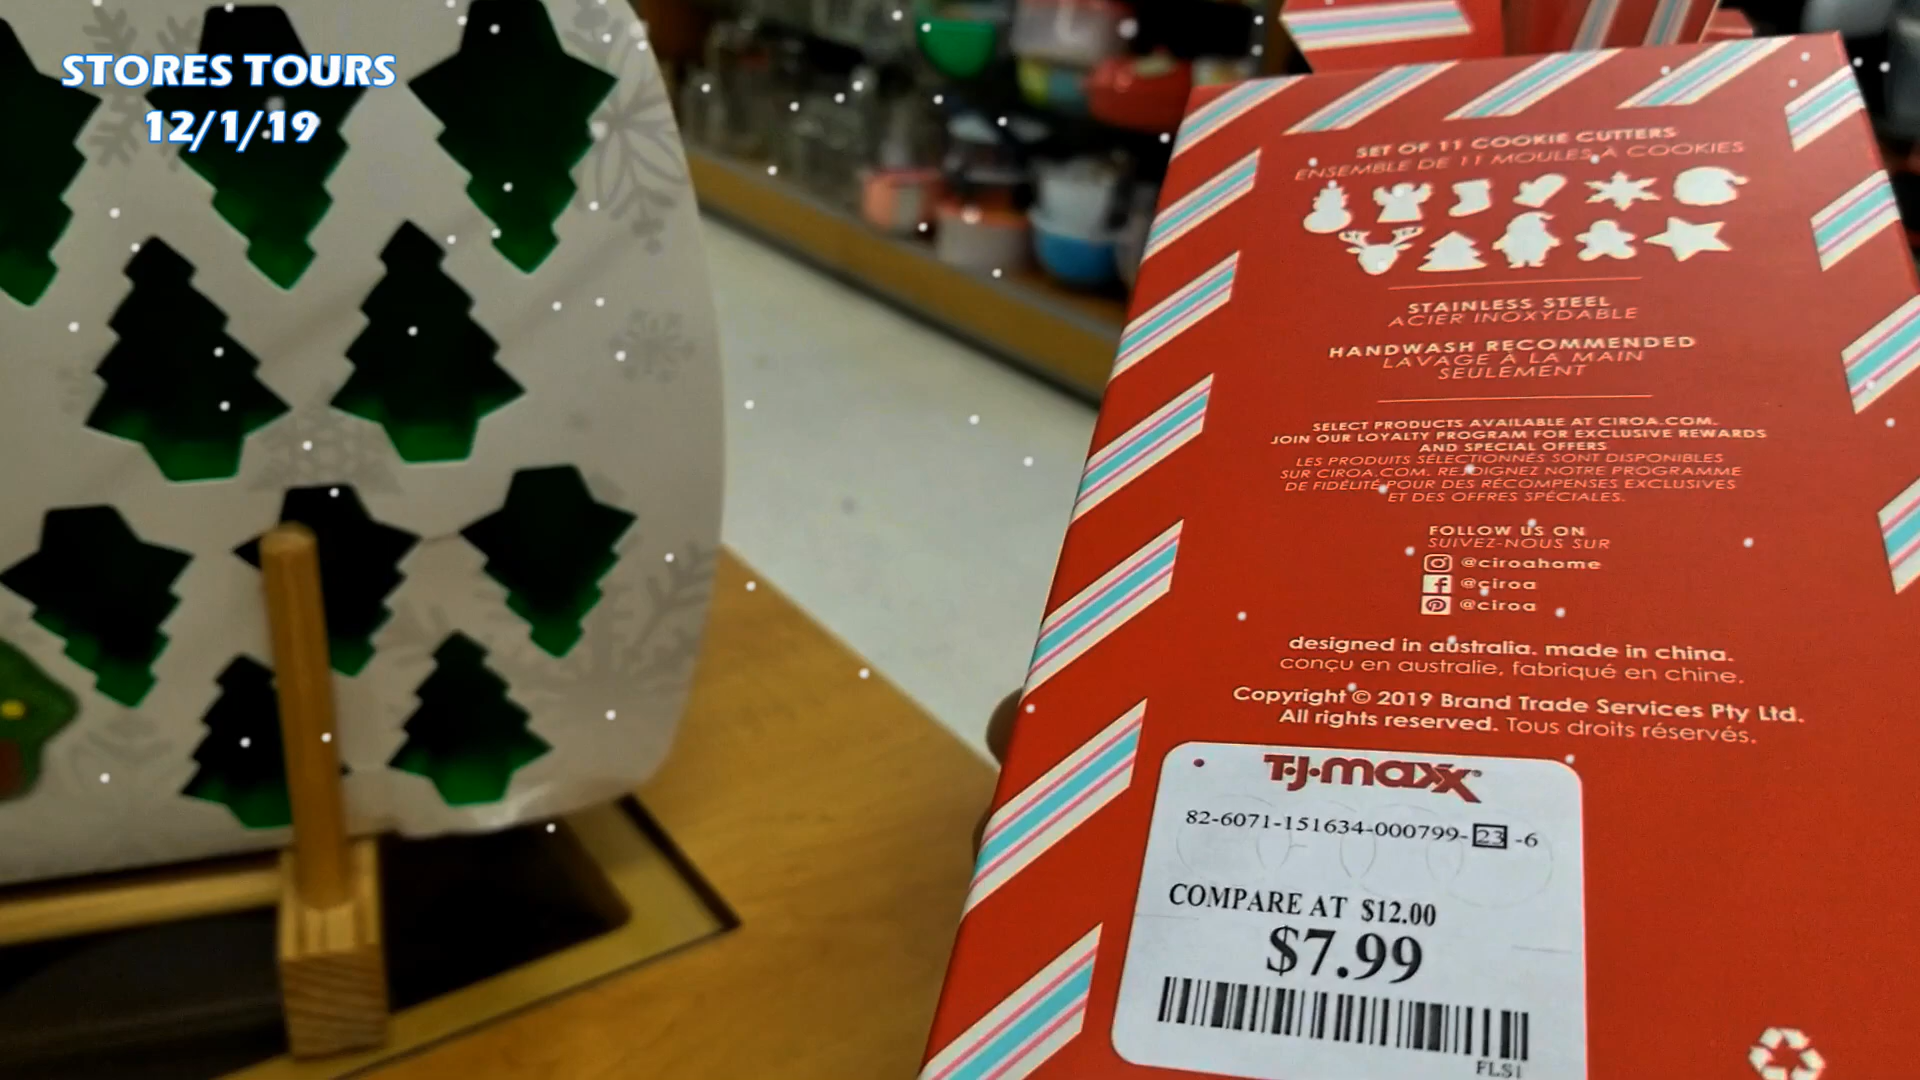 STORES TOURS
12/1/19
SET OF 11 COOKIE CUTTERS
ENSEMBLE DE 11 MOULES À COOKIES
STAINLESS STEEL
ACIER INOXYDABLE
HANDWASH RECOMMENDED
LAVAGE À LA MAIN
SEULEMENT
SELECT PRODUCTS AVAILABLE AT CIROA.COM.
JOIN OUR LOYALTY PROGRAM FOR EXCLUSIVE REWARDS
AND SPECIAL OFFERS
LES PRODUITS SÉLECTIONNÉS SONT DISPONIBLES
SUR CIROA.COM. REJOIGNEZ NOTRE PROGRAMME
DE FIDÉLITÉ POUR DES RÉCOMPENSES EXCLUSIVES
ET DES OFFRES SPÉCIALES.
FOLLOW US ON
SUIVEZ-NOUS SUR
@ciroahome
@ciroa
@ciroa
designed in australia. made in china.
conçu en australie, fabriqué en chine.
Copyright © 2019 Brand Trade Services Pty Ltd.
All rights reserved. Tous droits réservés.
T·J·maxx
82-6071-151634-000799-23-6
COMPARE AT $12.00
$7.99
FLS1